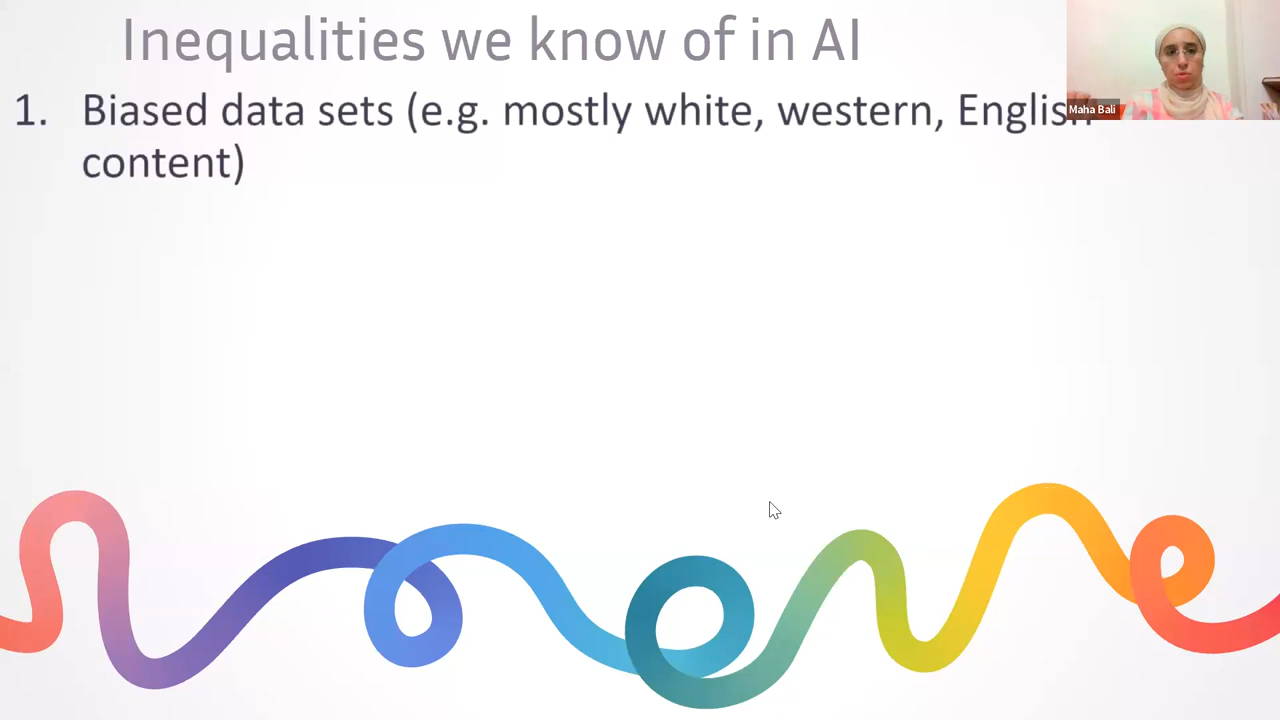 Inequalities we know of in AI
1. Biased data sets (e.g. mostly white, western, English
content)
Maha Bali